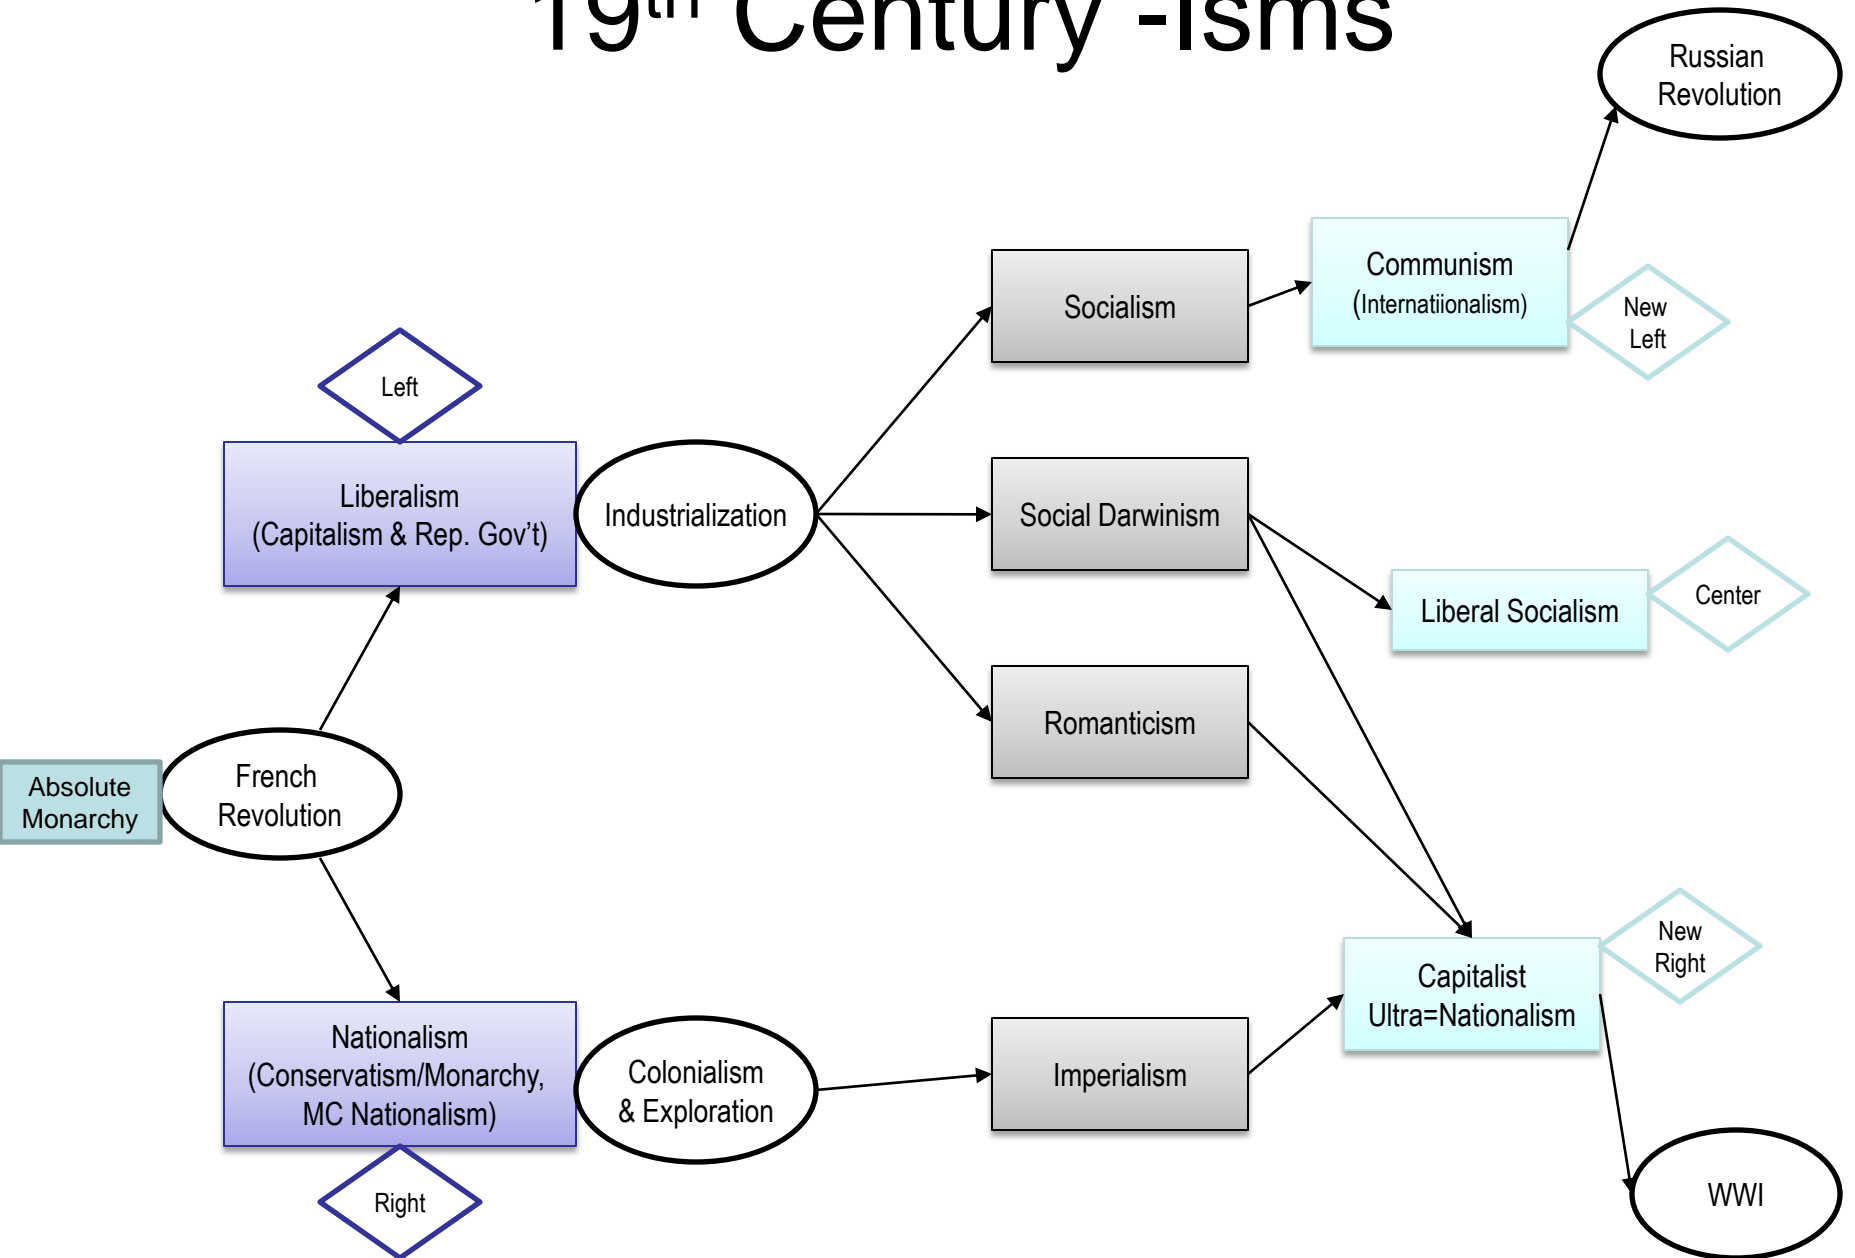 19th Century -Isms
Russian
Revolution
Communism
(Internatiionalism)
New
Left
Socialism
Left
Liberalism
(Capitalism & Rep. Gov’t)
Industrialization
Social Darwinism
Liberal Socialism
Center
Romanticism
Absolute
Monarchy
French
Revolution
New
Right
Capitalist
Ultra=Nationalism
Nationalism
(Conservatism/Monarchy,
MC Nationalism)
Colonialism
& Exploration
Imperialism
Right
WWI